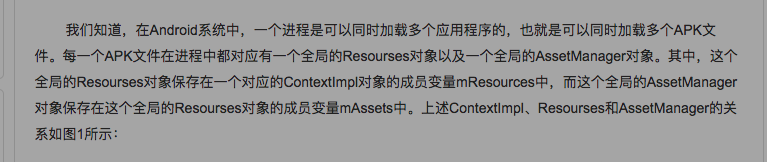 我们知道，在Android系统中，一个进程是可以同时加载多个应用程序的，也就是可以同时加载多个APK文
件。每一个APK文件在进程中都对应有一个全局的Resourses对象以及一个全局的AssetManager对象。其中，这个
全局的Resourses对象保存在一个对应的ContextImpl对象的成员变量mResources中，而这个全局的AssetManager
对象保存在这个全局的Resourses对象的成员变量mAssets中。上述ContextImpl、Resourses和AssetManager的关
系如图1所示：